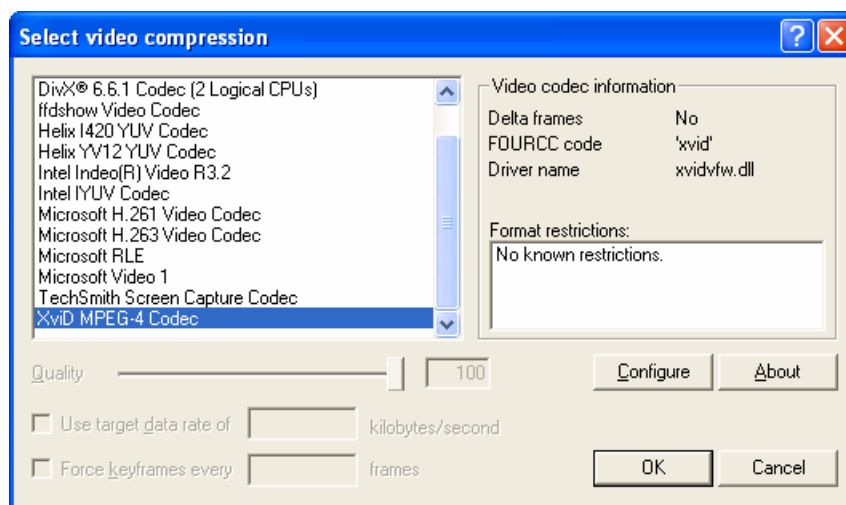 Select video compression
DivX® 6.6.1 Codec (2 Logical CPUs)
ffdshow Video Codec
Helix I420 YUV Codec
Helix YV12 YUV Codec
Intel Indeo(R) Video R3.2
Intel IYUV Codec
Microsoft H.261 Video Codec
Microsoft H.263 Video Codec
Microsoft RLE
Microsoft Video 1
TechSmith Screen Capture Codec
XviD MPEG-4 Codec
Video codec information
Delta frames No
FOURCC code 'xvid'
Driver name xvidvfw.dll
Format restrictions:
No known restrictions.
Quality 100
Configure About
Use target data rate of kilobytes/second
Force keyframes every frames
OK Cancel